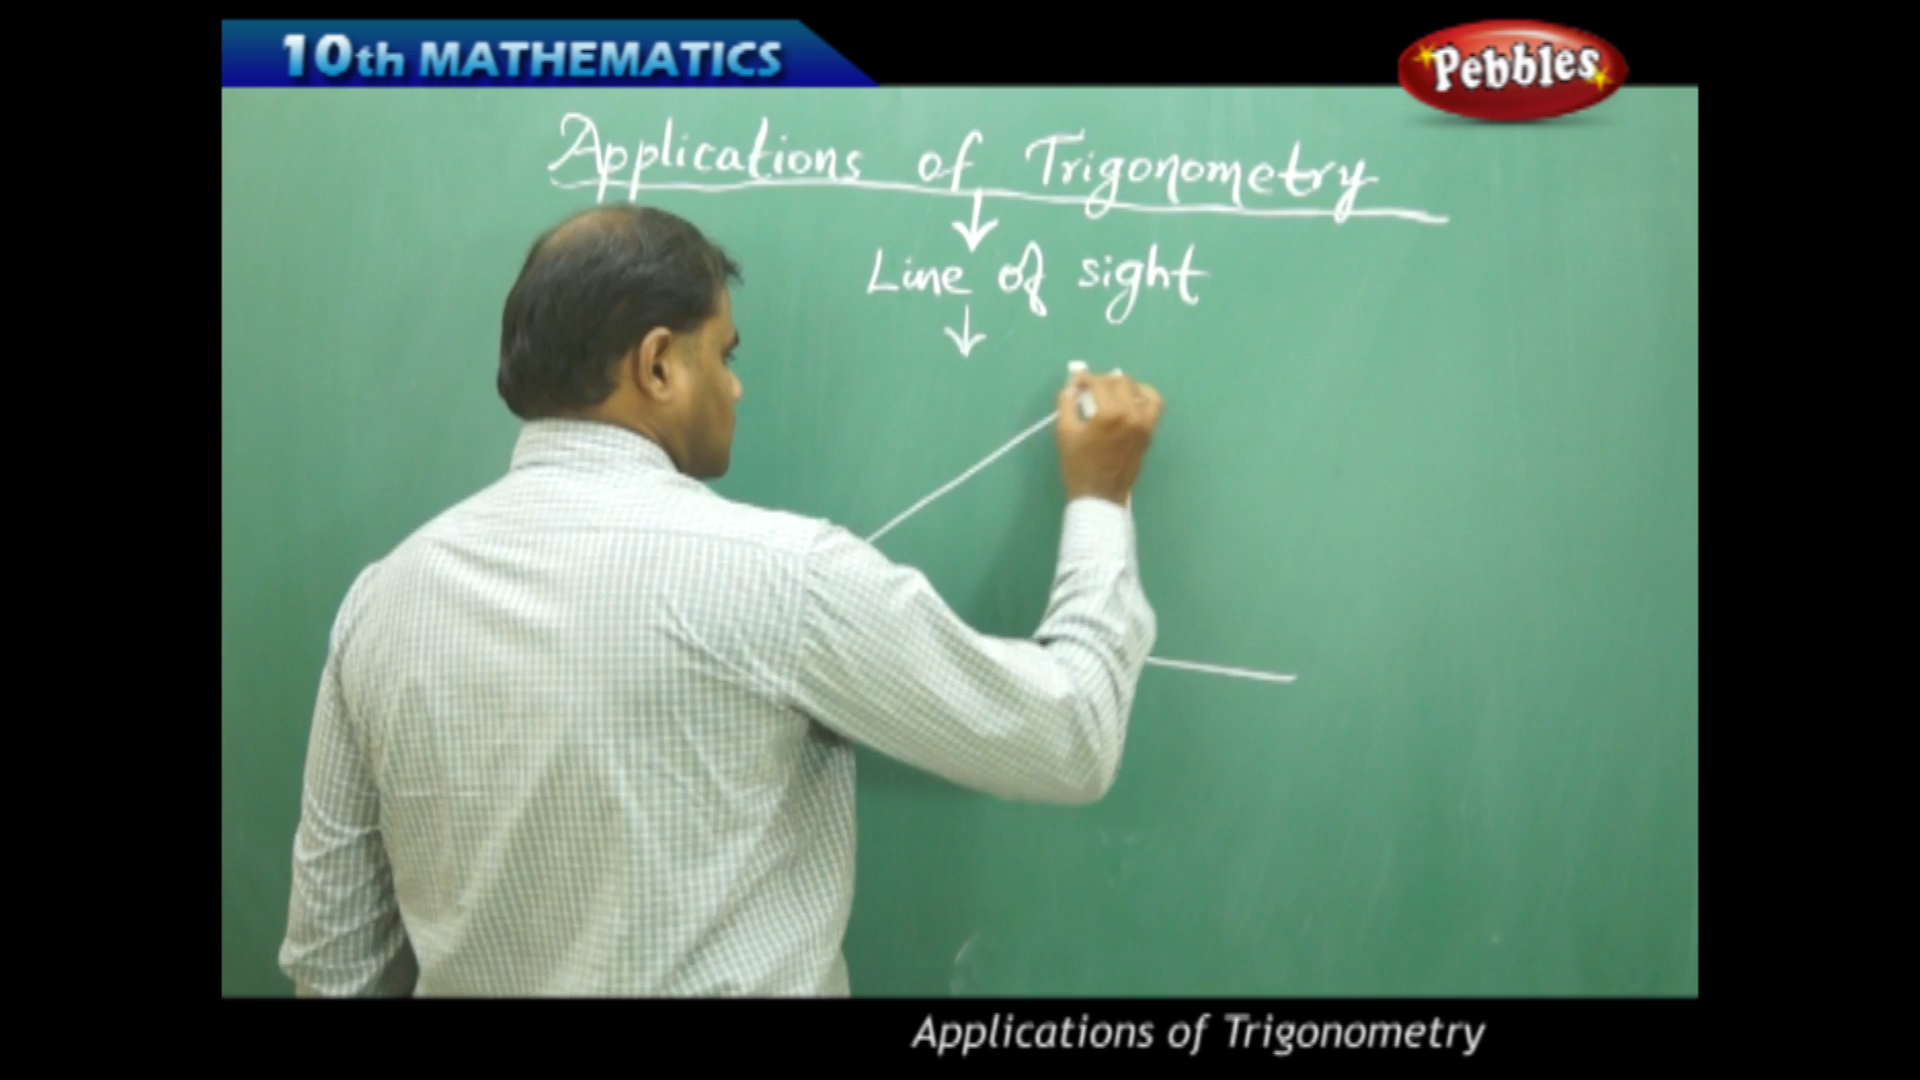 10th MATHEMATICS
Pebbles
Applications of Trigonometry
Line of sight
Applications of Trigonometry